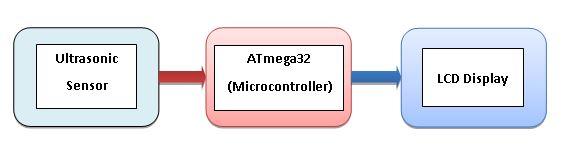 Ultrasonic
Sensor
ATmega32
(Microcontroller)
LCD Display